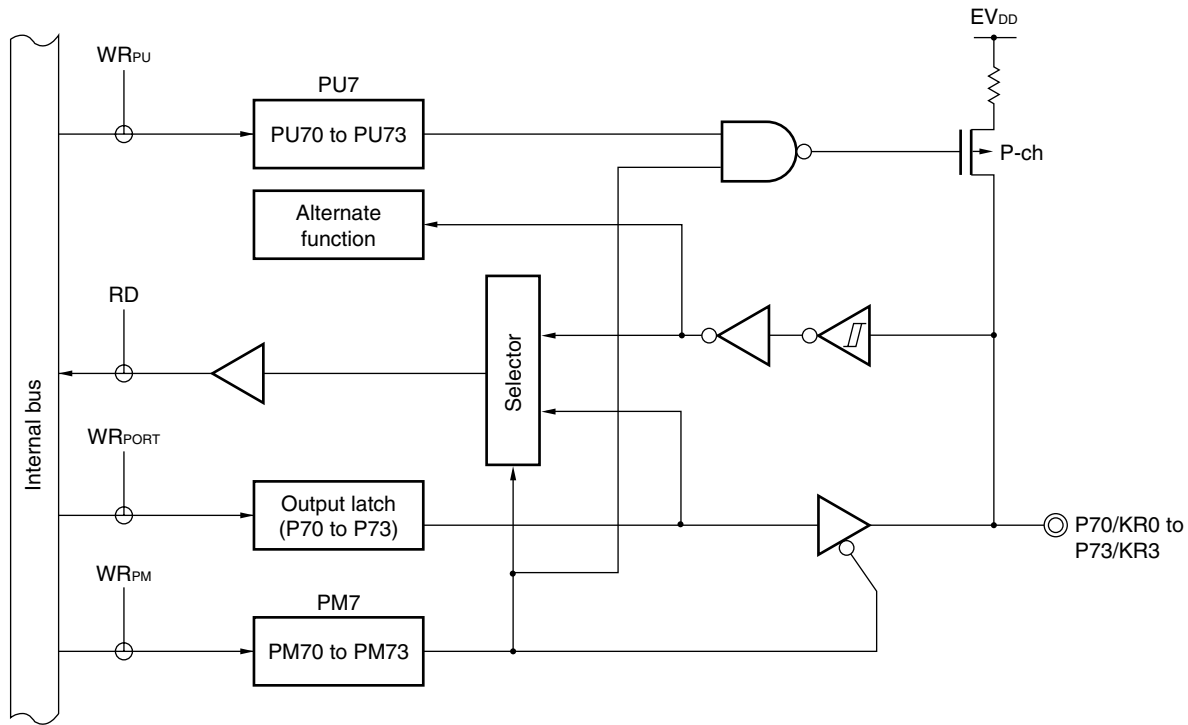 EVDD
WRPU
PU7
PU70 to PU73
P-ch
Alternate
function
RD
Selector
Internal bus
WRPORT
Output latch
(P70 to P73)
P70/KR0 to
P73/KR3
WRPM
PM7
PM70 to PM73